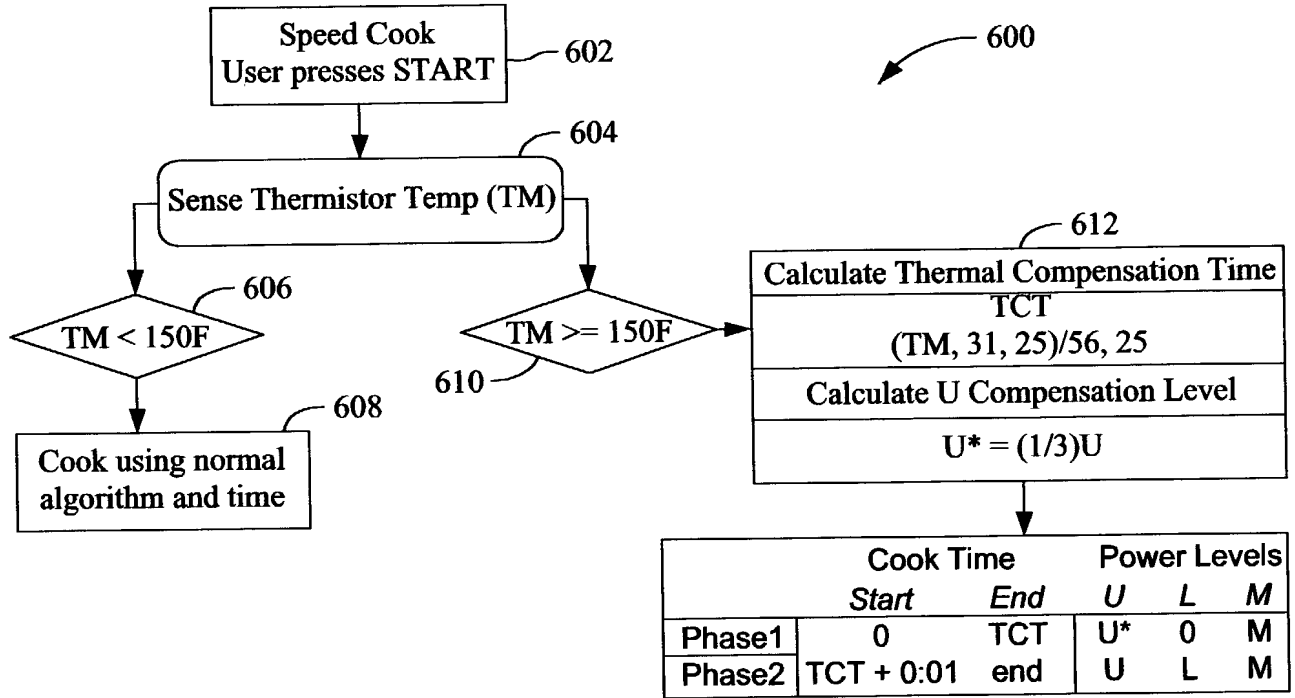 Speed Cook
User presses START
602
600
604
Sense Thermistor Temp (TM)
606
TM < 150F
TM >= 150F
610
608
Cook using normal
algorithm and time
612
Calculate Thermal Compensation Time
TCT
(TM, 31, 25)/56, 25
Calculate U Compensation Level
U* = (1/3)U
Cook Time Power Levels
Start End U L M
Phase1 0 TCT U* 0 M
Phase2 TCT + 0:01 end U L M